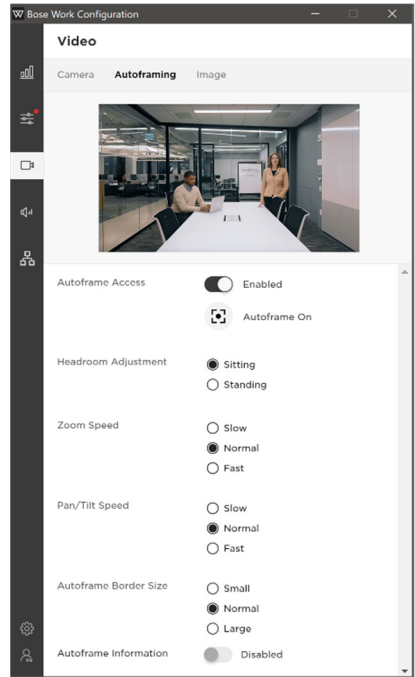 Bose Work Configuration
Video
Camera Autoframing Image
Autoframe Access Enabled
Autoframe On
Headroom Adjustment Sitting
Standing
Zoom Speed Slow
Normal
Fast
Pan/Tilt Speed Slow
Normal
Fast
Autoframe Border Size Small
Normal
Large
Autoframe Information Disabled